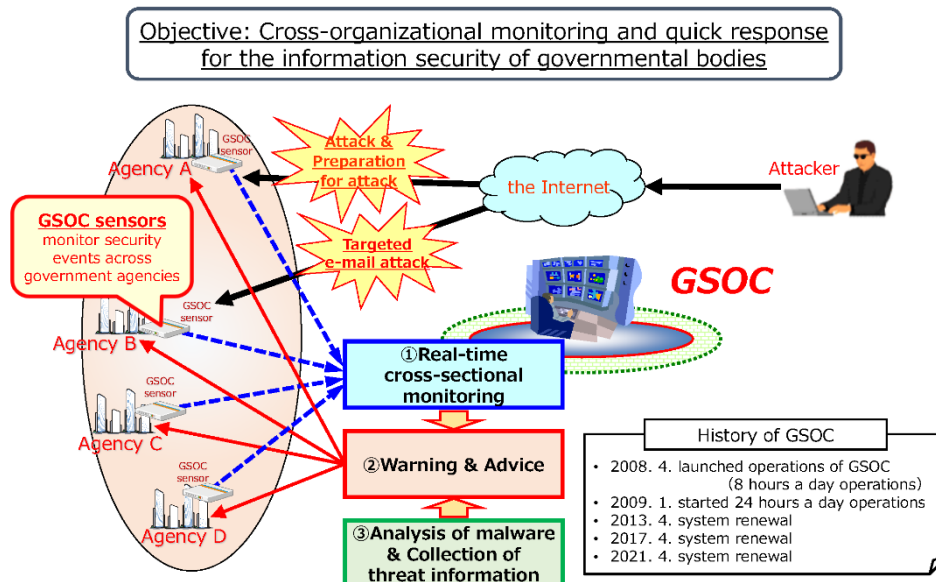 Objective: Cross-organizational monitoring and quick response
for the information security of governmental bodies
GSOC
sensor
Agency A
Attack &
Preparation
for attack
the Internet
Attacker
GSOC sensors
monitor security
events across
government agencies
Targeted
e-mail attack
GSOC
GSOC
sensor
Agency B
①Real-time
cross-sectional
monitoring
GSOC
sensor
Agency C
②Warning & Advice
GSOC
sensor
Agency D
③Analysis of malware
& Collection of
threat information
History of GSOC
• 2008. 4. launched operations of GSOC
(8 hours a day operations)
• 2009. 1. started 24 hours a day operations
• 2013. 4. system renewal
• 2017. 4. system renewal
• 2021. 4. system renewal